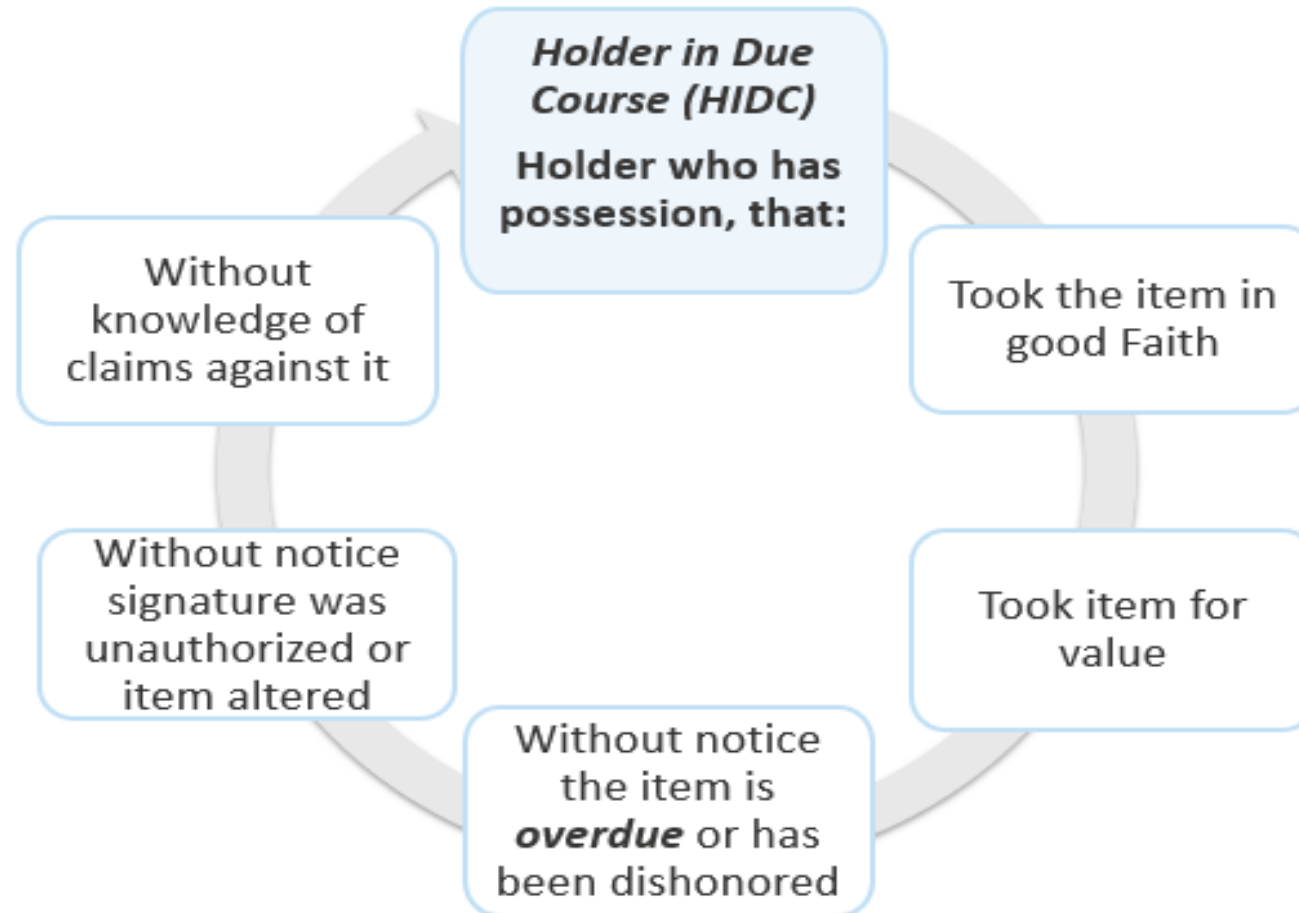 Holder in Due
Course (HIDC)
Holder who has
possession, that:
Took the item in
good Faith
Took item for
value
Without notice
the item is
overdue or has
been dishonored
Without notice
signature was
unauthorized or
item altered
Without
knowledge of
claims against it